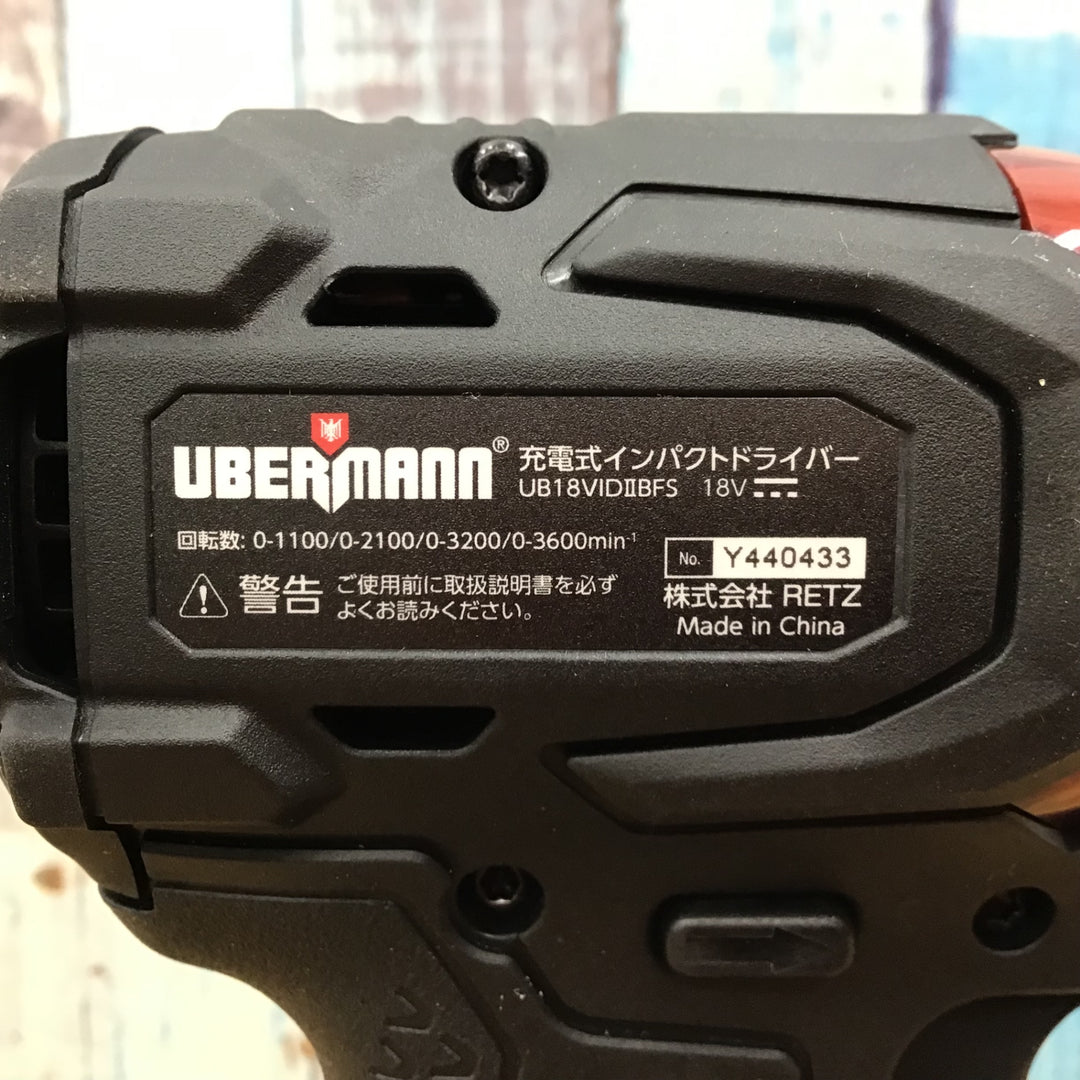 UBERMANN® 充電式インパクトドライバー
UB18VIDⅡBFS 18V
回転数: 0-1100/0-2100/0-3200/0-3600min⁻¹
No. Y440433
警告 ご使用前に取扱説明書を必ず
よくお読みください。
株式会社 RETZ
Made in China